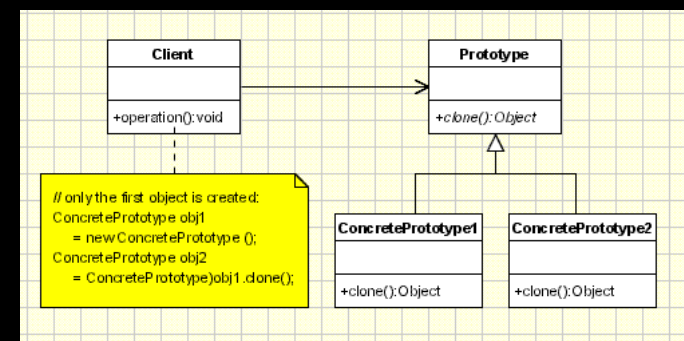 Client
+operation():void
Prototype
+clone():Object
// only the first object is created:
ConcretePrototype obj1
= new ConcretePrototype ();
ConcretePrototype obj2
= ConcretePrototype)obj1.clone();
ConcretePrototype1
+clone():Object
ConcretePrototype2
+clone():Object